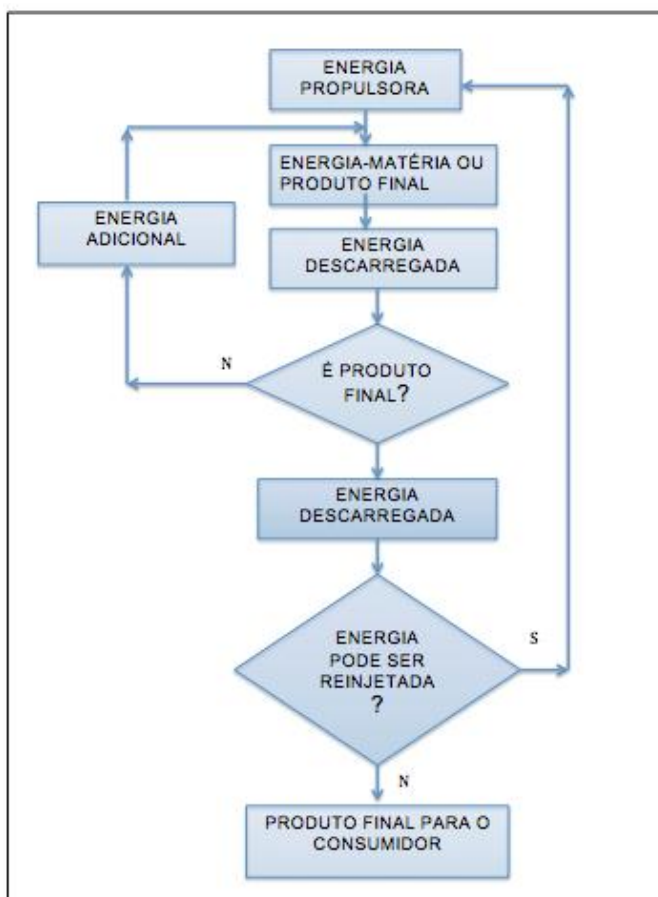 ENERGIA
PROPULSORA
ENERGIA-MATÉRIA OU
PRODUTO FINAL
ENERGIA
ADICIONAL
ENERGIA
DESCARREGADA
N
É PRODUTO
FINAL?
ENERGIA
DESCARREGADA
ENERGIA
PODE SER
REINJETADA
?
S
N
PRODUTO FINAL PARA O
CONSUMIDOR